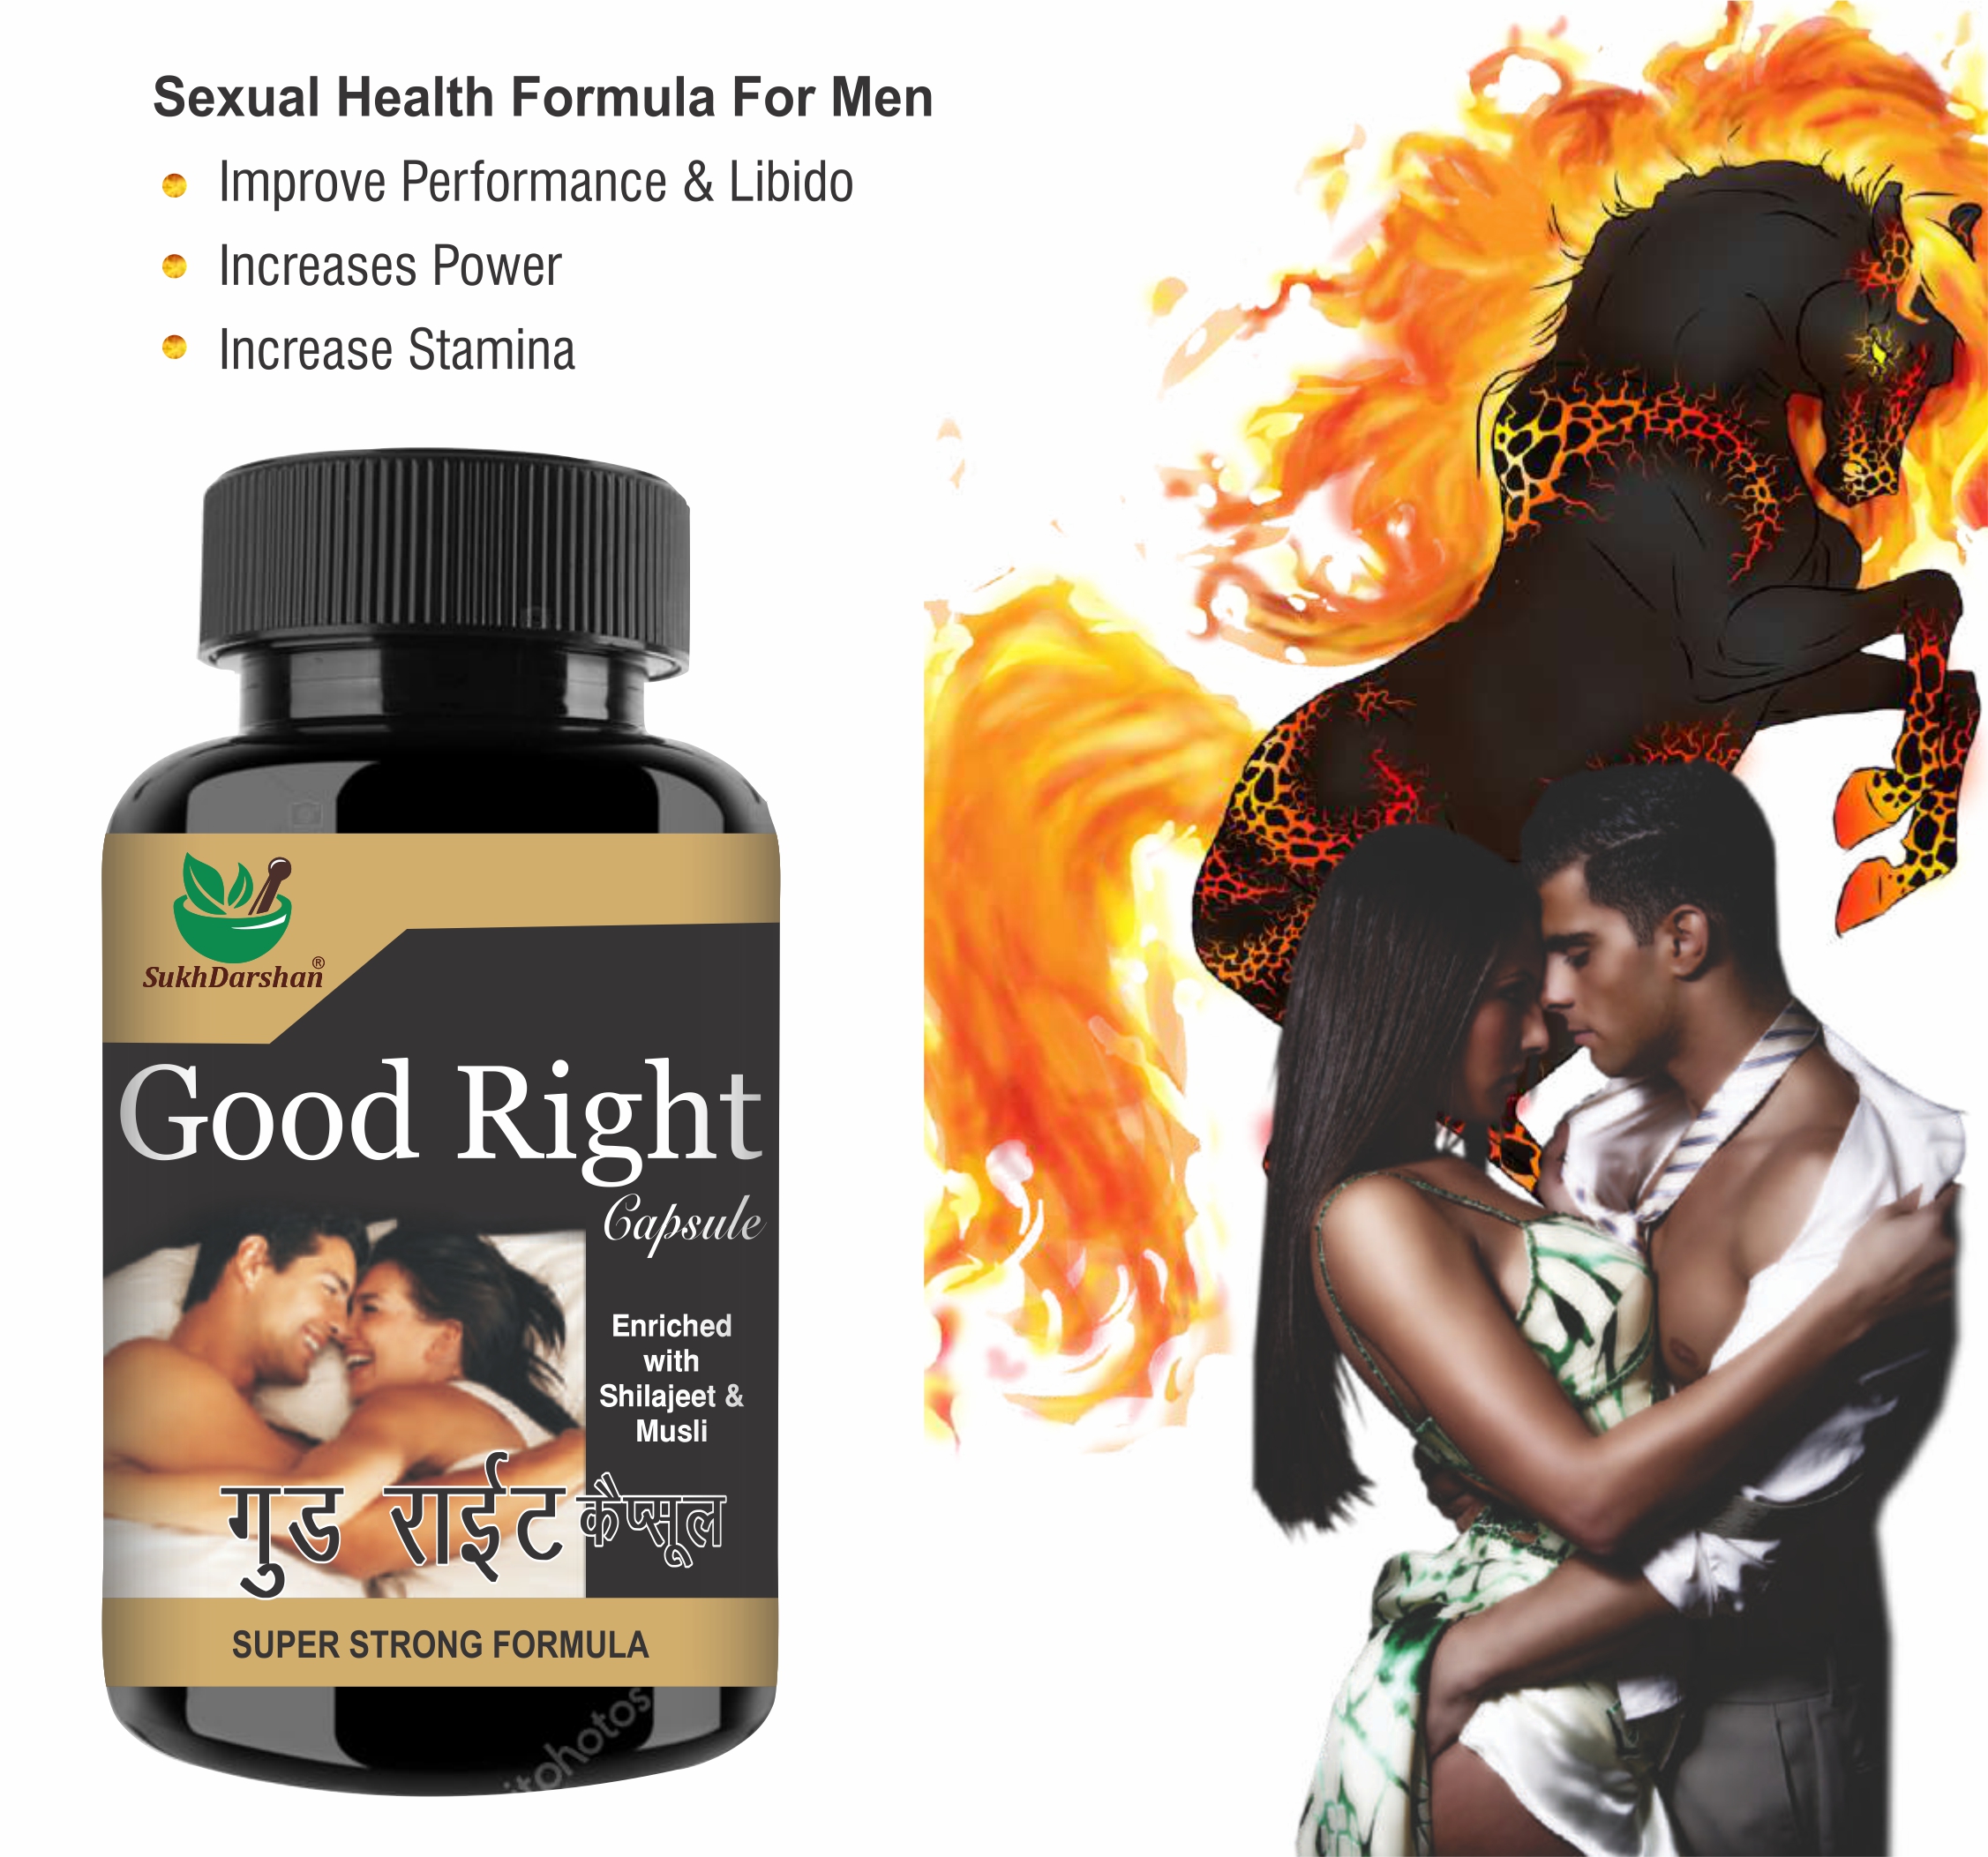 Sexual Health Formula For Men
Improve Performance & Libido
Increases Power
Increase Stamina
SukhDarshan®
Good Right
Capsule
Enriched
with
Shilajeet &
Musli
गुड राईट कैप्सूल
SUPER STRONG FORMULA